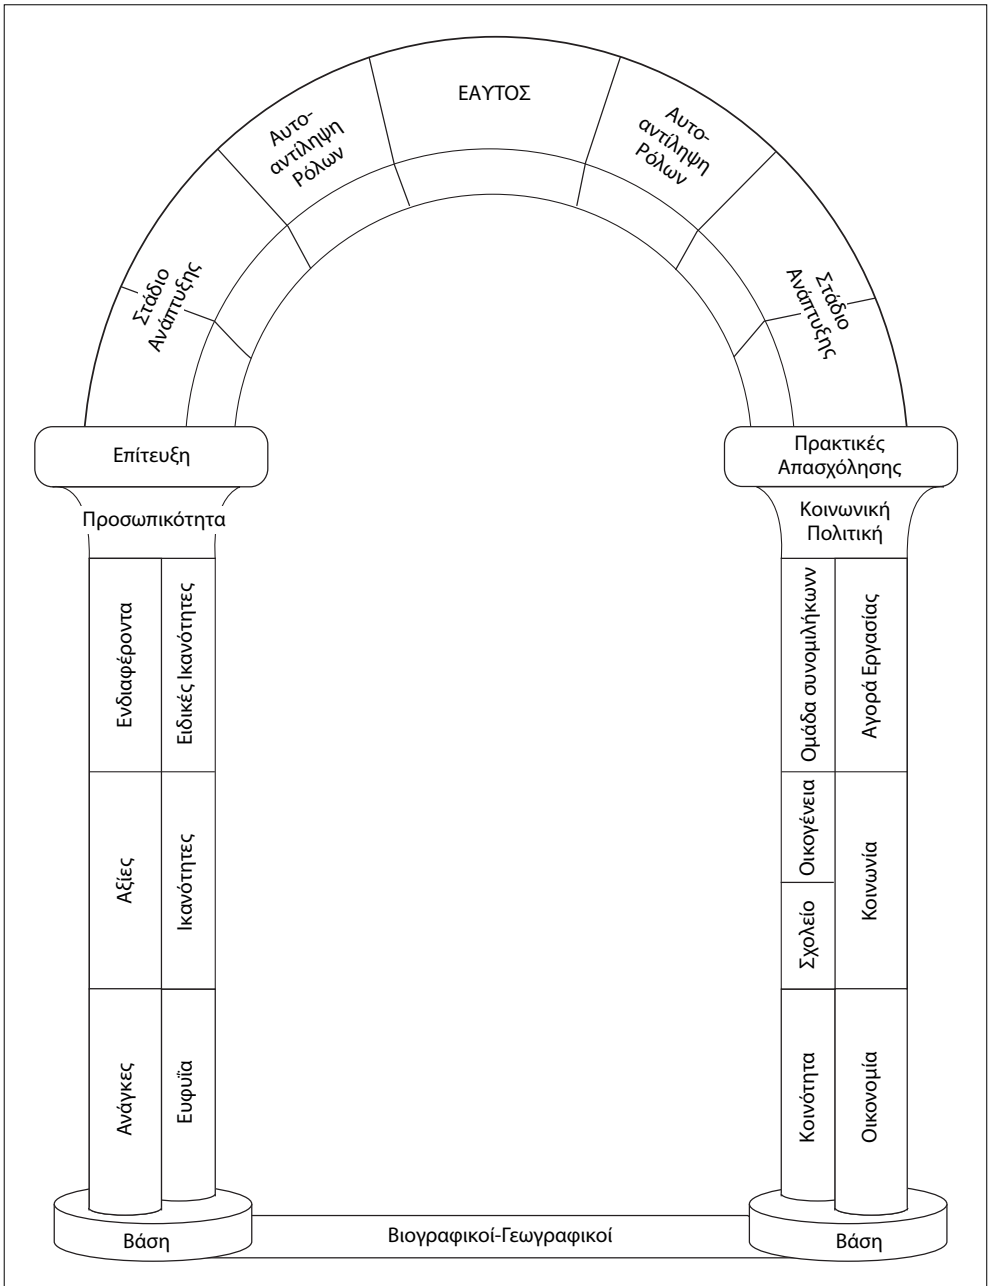 ΕΑΥΤΟΣ
Αυτο-
αντίληψη
Ρόλων
Αυτο-
αντίληψη
Ρόλων
Στάδιο
Ανάπτυξης
Στάδιο
Ανάπτυξης
Επίτευξη
Πρακτικές
Απασχόλησης
Προσωπικότητα
Κοινωνική
Πολιτική
Ενδιαφέροντα
Ειδικές Ικανότητες
Ομάδα συνομιλήκωνν
Αγορά Εργασίας
Αξίες
Ικανότητες
Οικογένεια
Σχολείο
Κοινωνία
Ανάγκες
Ευφυΐα
Κοινότητα
Οικονομία
Βάση
Βιογραφικοί-Γεωγραφικοί
Βάση